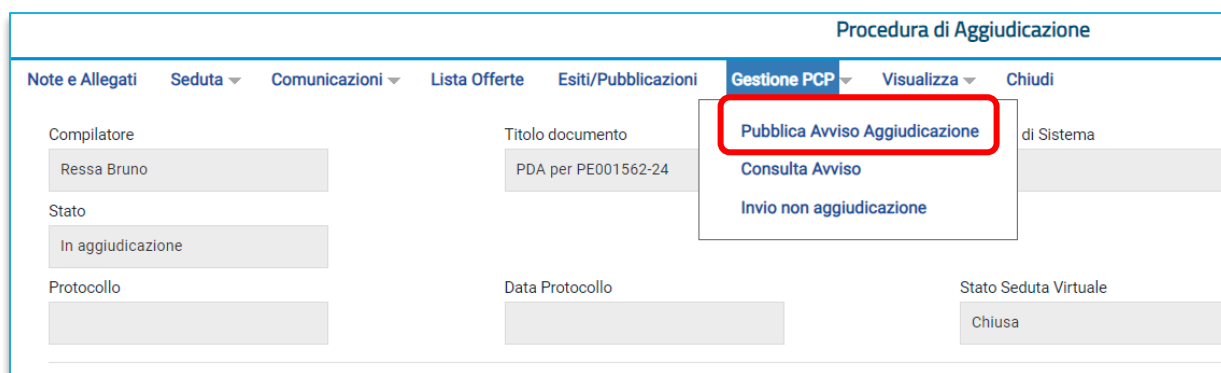 Procedura di Aggiudicazione
Note e Allegati Seduta Comunicazioni Lista Offerte Esiti/Pubblicazioni Gestione PCP Visualizza Chiudi
Compilatore Titolo documento Pubblica Avviso Aggiudicazione di Sistema
Ressa Bruno PDA per PE001562-24 Consulta Avviso
Stato Invio non aggiudicazione
In aggiudicazione
Protocollo Data Protocollo Stato Seduta Virtuale
Chiusa